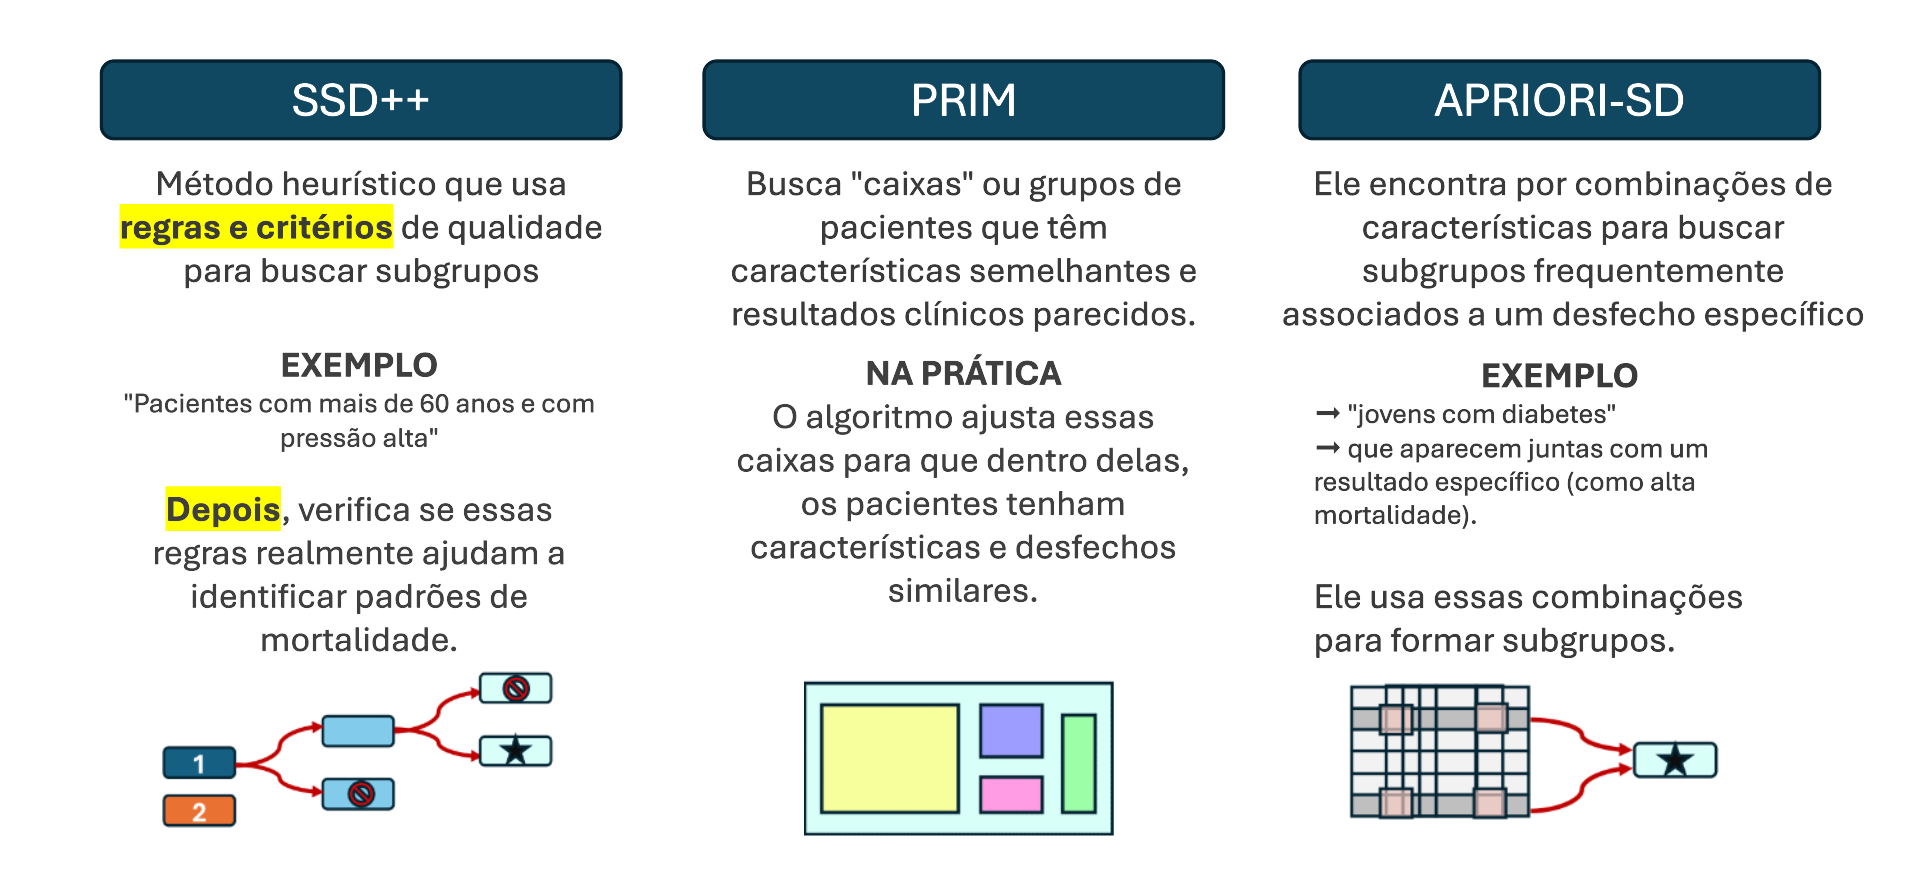 SSD++
Método heurístico que usa
regras e critérios de qualidade
para buscar subgrupos
EXEMPLO
"Pacientes com mais de 60 anos e com
pressão alta"
Depois, verifica se essas
regras realmente ajudam a
identificar padrões de
mortalidade.
1
2
PRIM
Busca "caixas" ou grupos de
pacientes que têm
características semelhantes e
resultados clínicos parecidos.
NA PRÁTICA
O algoritmo ajusta essas
caixas para que dentro delas,
os pacientes tenham
características e desfechos
similares.
APRIORI-SD
Ele encontra por combinações de
características para buscar
subgrupos frequentemente
associados a um desfecho específico
EXEMPLO
→ "jovens com diabetes"
→ que aparecem juntas com um
resultado específico (como alta
mortalidade).
Ele usa essas combinações
para formar subgrupos.